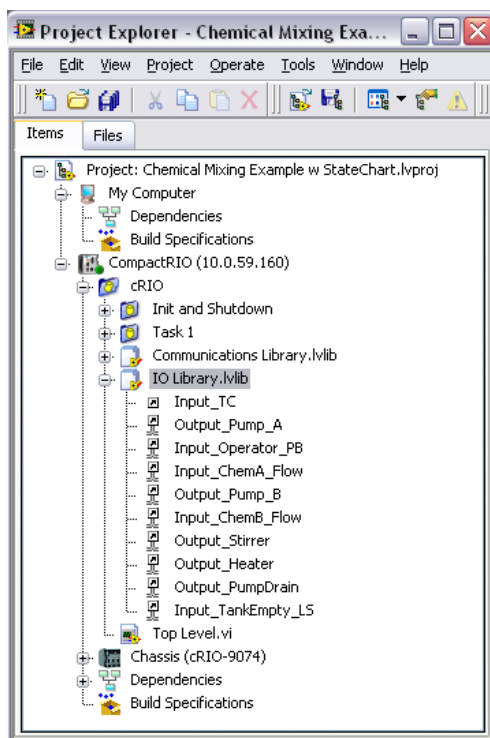 Project Explorer - Chemical Mixing Exa...
File Edit View Project Operate Tools Window Help
Items Files
Project: Chemical Mixing Example w StateChart.lvproj
My Computer
Dependencies
Build Specifications
CompactRIO (10.0.59.160)
cRIO
Init and Shutdown
Task 1
Communications Library.lvlib
IO Library.lvlib
Input_TC
Output_Pump_A
Input_Operator_PB
Input_ChemA_Flow
Output_Pump_B
Input_ChemB_Flow
Output_Stirrer
Output_Heater
Output_PumpDrain
Input_TankEmpty_LS
Top Level.vi
Chassis (cRIO-9074)
Dependencies
Build Specifications